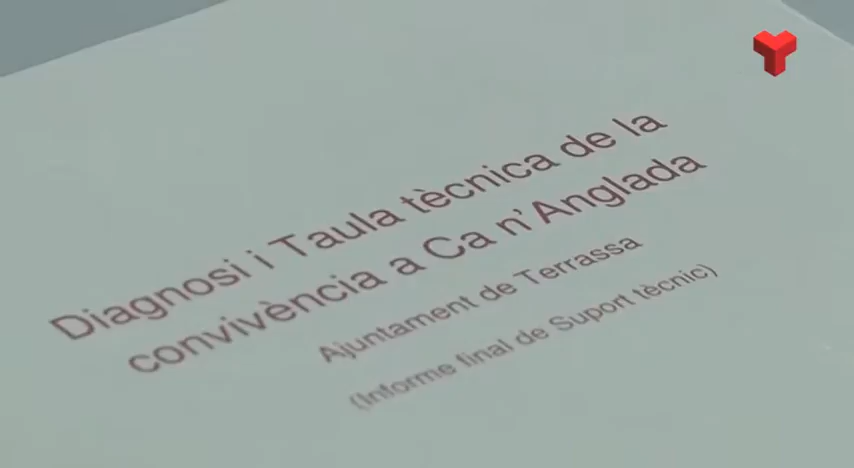 Diagnosi i Taula tècnica de la
convivència a Ca n'Anglada
Ajuntament de Terrassa
(Informe final de Suport tècnic)